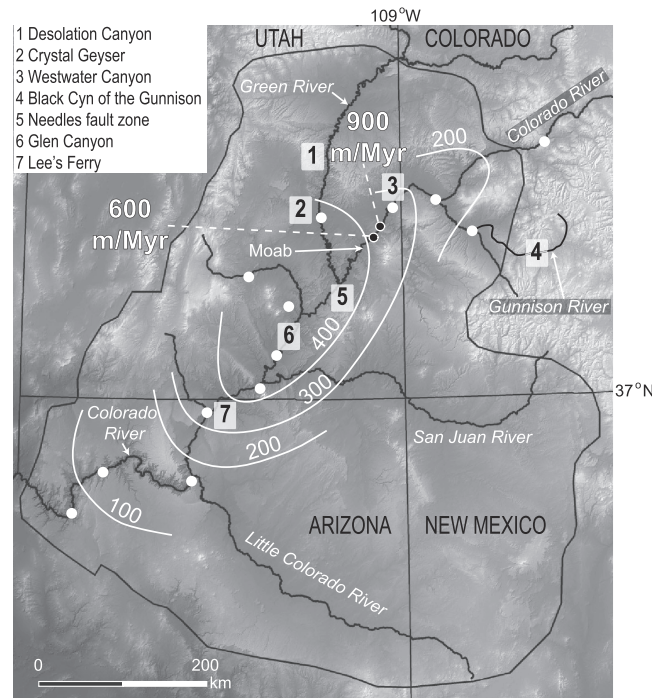 109°W
1 Desolation Canyon
2 Crystal Geyser
3 Westwater Canyon
4 Black Cyn of the Gunnison
5 Needles fault zone
6 Glen Canyon
7 Lee's Ferry
UTAH
COLORADO
Green River
Colorado River
900
m/Myr
200
1
3
2
600
m/Myr
Moab
4
5
Gunnison River
6
400
300
37°N
7
Colorado
River
200
San Juan River
100
ARIZONA
NEW MEXICO
Little Colorado River
0
200
km